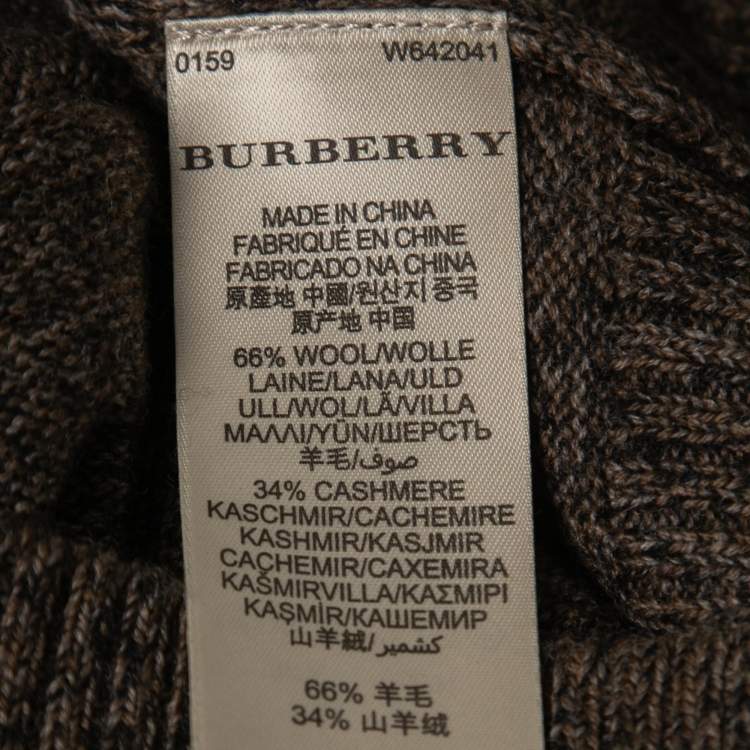 0159 W642041
BURBERRY
MADE IN CHINA
FABRIQUÉ EN CHINE
FABRICADO NA CHINA
原產地 中國/원산지 중국
原产地 中国
66% WOOL/WOLLE
LAINE/LANA/ULD
ULL/WOL/LÃ/VILLA
ΜΑΛΛΙ/YÜN/ШЕРСТЬ
羊毛/صوف
34% CASHMERE
KASCHMIR/CACHEMIRE
KASHMIR/KASJMIR
CACHEMIR/CAXEMIRA
KAŠMIRVILLA/ΚΑΣΜΙΡΙ
KAŞMİR/КАШЕМИР
山羊絨/كشمير
66% 羊毛
34% 山羊绒